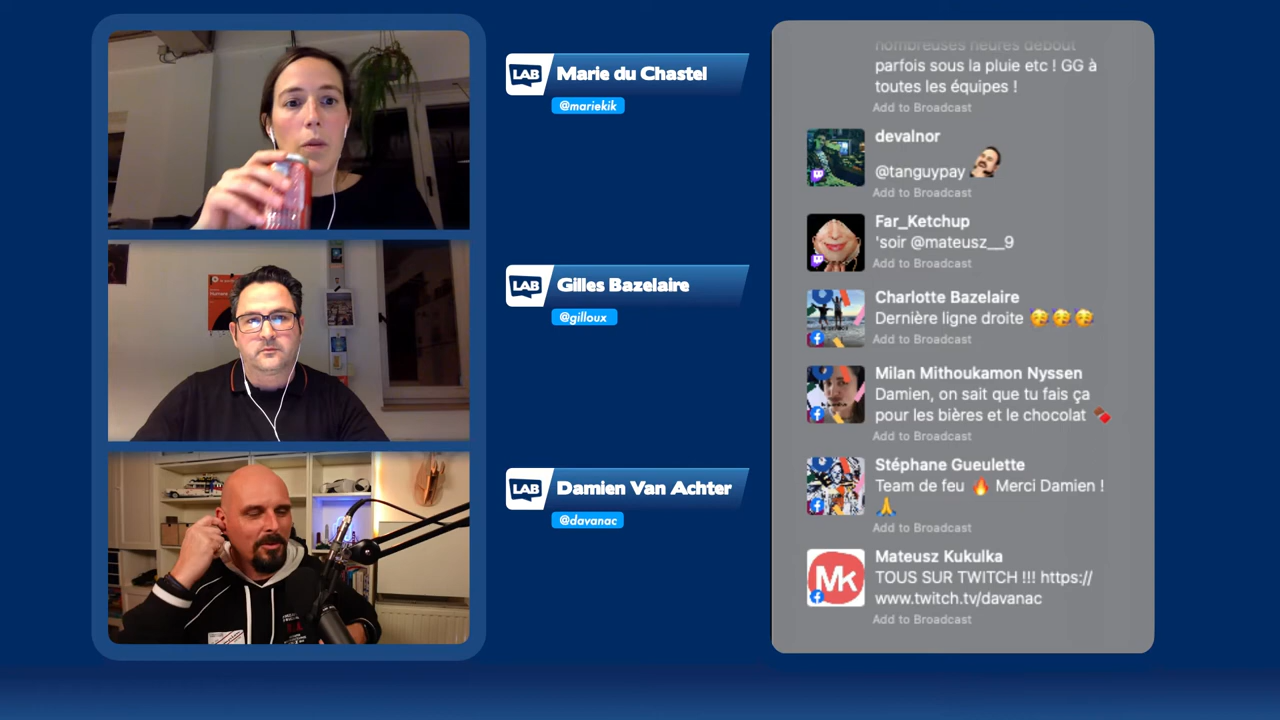 LAB
Marie du Chastel
@mariekik
LAB
Gilles Bazelaire
@gilloux
LAB
Damien Van Achter
@davanac
nombreuses heures debout
parfois sous la pluie etc ! GG à
toutes les équipes !
Add to Broadcast
devalnor
@tanguypay
Add to Broadcast
Far_Ketchup
'soir @mateusz__9
Add to Broadcast
Charlotte Bazelaire
Dernière ligne droite 🥳🥳🥳
Add to Broadcast
Milan Mithoukamon Nyssen
Damien, on sait que tu fais ça
pour les bières et le chocolat 🍫
Add to Broadcast
Stéphane Gueulette
Team de feu 🔥 Merci Damien !
🙏
Add to Broadcast
Mk
Mateusz Kukulka
TOUS SUR TWITCH !!! https://
www.twitch.tv/davanac
Add to Broadcast